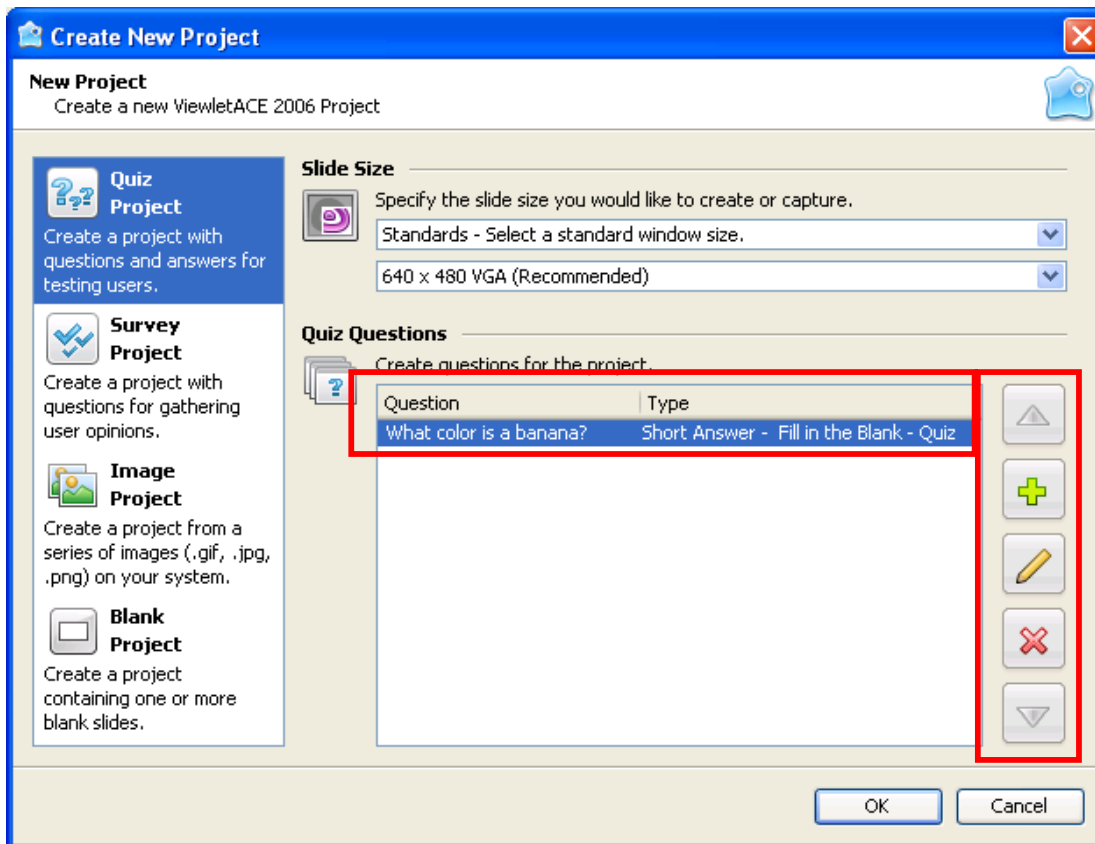 Create New Project
New Project
Create a new ViewletACE 2006 Project
Quiz
Project
Create a project with
questions and answers for
testing users.
Survey
Project
Create a project with
questions for gathering
user opinions.
Image
Project
Create a project from a
series of images (.gif, .jpg,
.png) on your system.
Blank
Project
Create a project
containing one or more
blank slides.
Slide Size
Specify the slide size you would like to create or capture.
Standards - Select a standard window size.
640 x 480 VGA (Recommended)
Quiz Questions
Create questions for the project.
Question Type
What color is a banana? Short Answer - Fill in the Blank - Quiz
OK Cancel